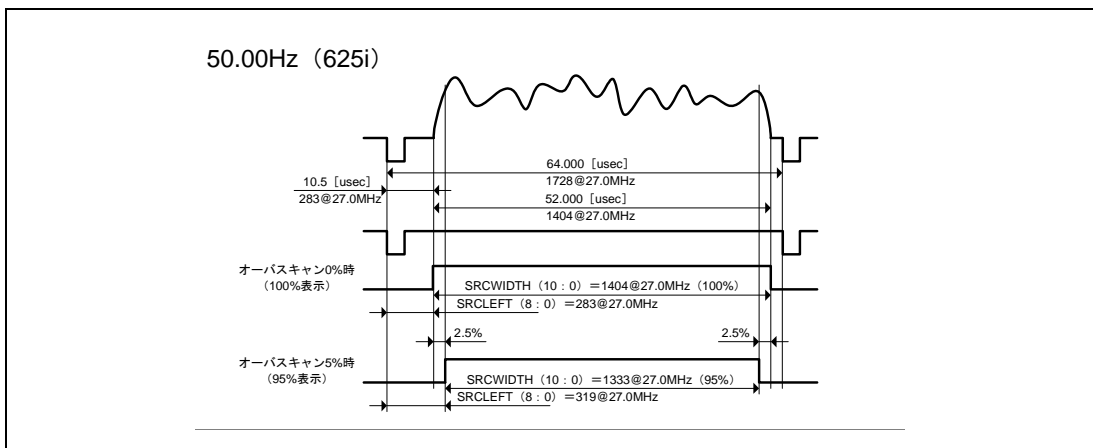 50.00Hz（625i）
64.000［usec］
10.5［usec］
1728＠27.0MHz
283＠27.0MHz
52.000［usec］
1404＠27.0MHz
オーバスキャン0%時
（100%表示）
SRCWIDTH（10：0）＝1404＠27.0MHz（100%）
SRCLEFT（8：0）＝283＠27.0MHz
2.5%
2.5%
オーバスキャン5%時
（95%表示）
SRCWIDTH（10：0）＝1333＠27.0MHz（95%）
SRCLEFT（8：0）＝319＠27.0MHz